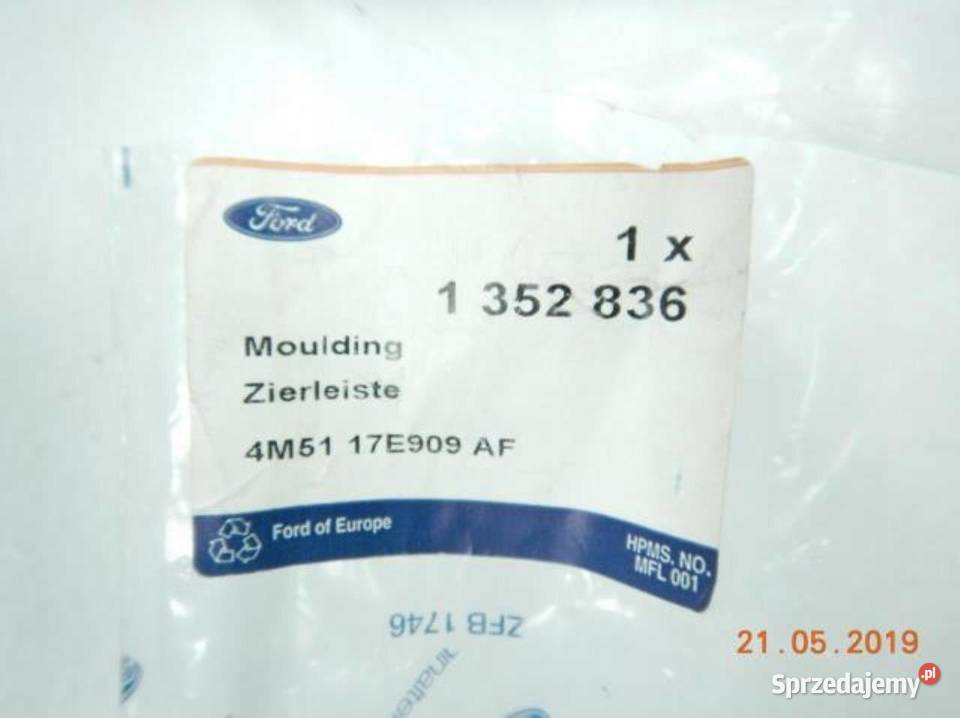 Ford
1 x
1 352 836
Moulding
Zierleiste
4M51 17E909 AF
Ford of Europe
HPMS. NO.
MFL 001
ZFB 1746
21.05.2019
Sprzedajemy.pl